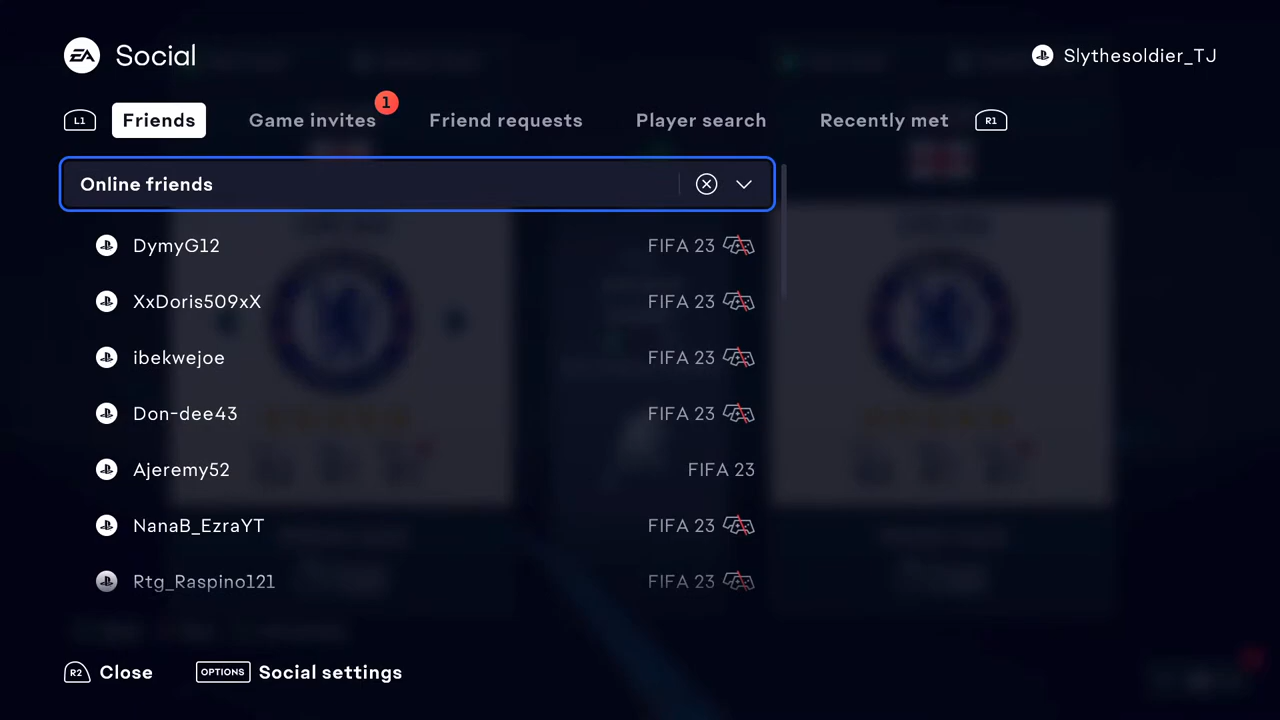 EA Social
Slythesoldier_TJ
L1 Friends Game invites 1 Friend requests Player search Recently met R1
Online friends
DymyG12 FIFA 23
XxDoris509xX FIFA 23
ibekwejoe FIFA 23
Don-dee43 FIFA 23
Ajeremy52 FIFA 23
NanaB_EzraYT FIFA 23
Rtg_Raspino121 FIFA 23
R2 Close OPTIONS Social settings